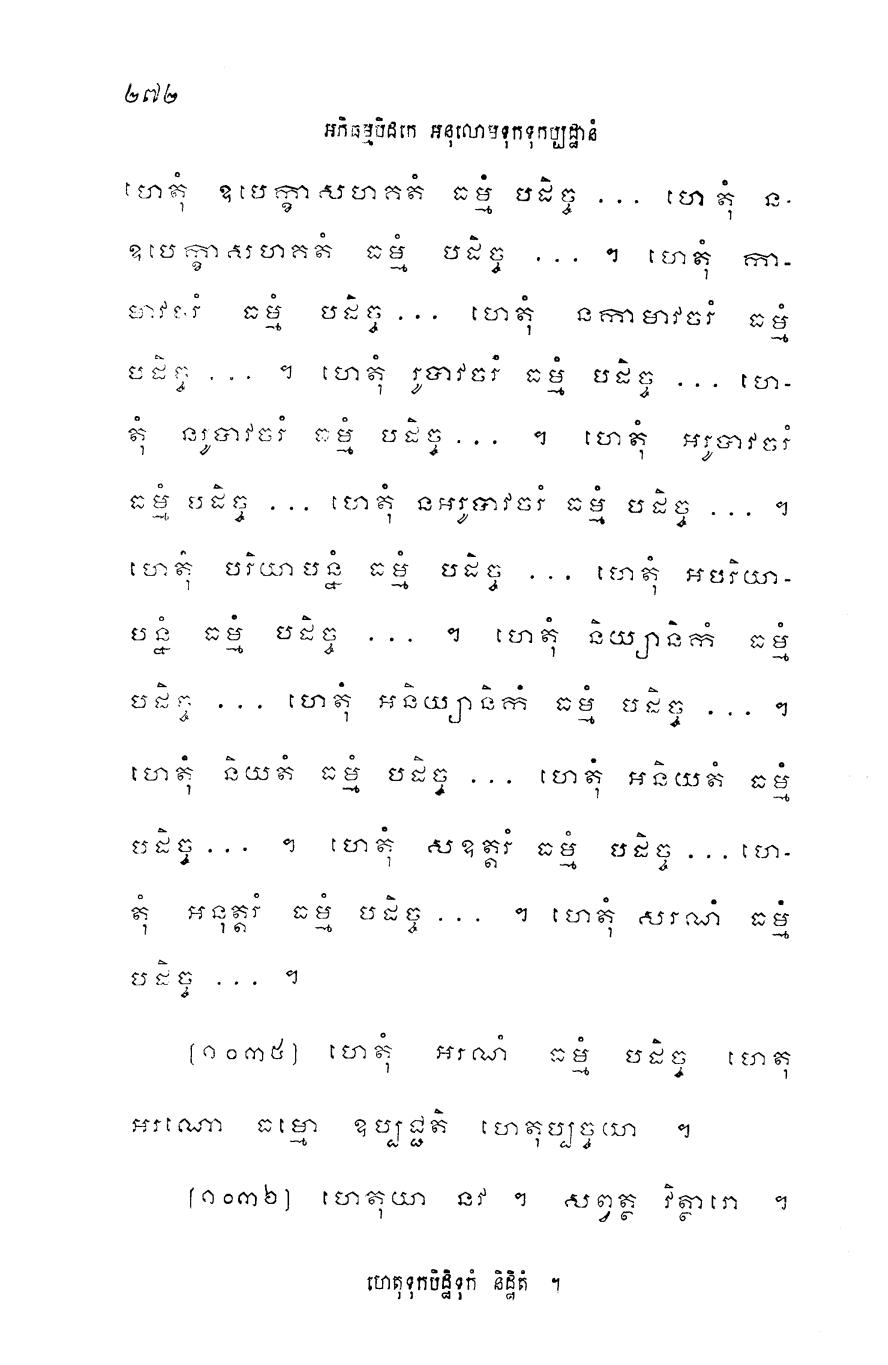 ២៧២
អភិធម្មបិដកេ អនុលោមទុកទុកប្បដ្ឋានំ
ហេតុំ ឧបេក្ខាសហគតំ ធម្មំ បដិច្ច ... ហេតុំ ន-
ឧបេក្ខាសហគតំ ធម្មំ បដិច្ច ... ។ ហេតុំ កា-
មាវចរំ ធម្មំ បដិច្ច ... ហេតុំ នកាមាវចរំ ធម្មំ
បដិច្ច ... ។ ហេតុំ រូបាវចរំ ធម្មំ បដិច្ច ... ហេ-
តុំ នរូបាវចរំ ធម្មំ បដិច្ច ... ។ ហេតុំ អរូបាវចរំ
ធម្មំ បដិច្ច ... ហេតុំ នអរូបាវចរំ ធម្មំ បដិច្ច ... ។
ហេតុំ បរិយាបន្នំ ធម្មំ បដិច្ច ... ហេតុំ អបរិយា-
បន្នំ ធម្មំ បដិច្ច ... ។ ហេតុំ និយ្យានិកំ ធម្មំ
បដិច្ច ... ហេតុំ អនិយ្យានិកំ ធម្មំ បដិច្ច ... ។
ហេតុំ និយតំ ធម្មំ បដិច្ច ... ហេតុំ អនិយតំ ធម្មំ
បដិច្ច ... ។ ហេតុំ សឧត្តរំ ធម្មំ បដិច្ច ... ហេ-
តុំ អនុត្តរំ ធម្មំ បដិច្ច ... ។ ហេតុំ សរណំ ធម្មំ
បដិច្ច ... ។
[១០៣៥] ហេតុំ អរណំ ធម្មំ បដិច្ច ហេតុ
អរណោ ធម្មោ ឧប្បជ្ជតិ ហេតុប្បច្ចយា ។
[១០៣៦] ហេតុយា នវ ។ សព្វត្ថ វិត្ថារោ ។
ហេតុទុកបិដ្ឋិទុកំ និដ្ឋិតំ ។